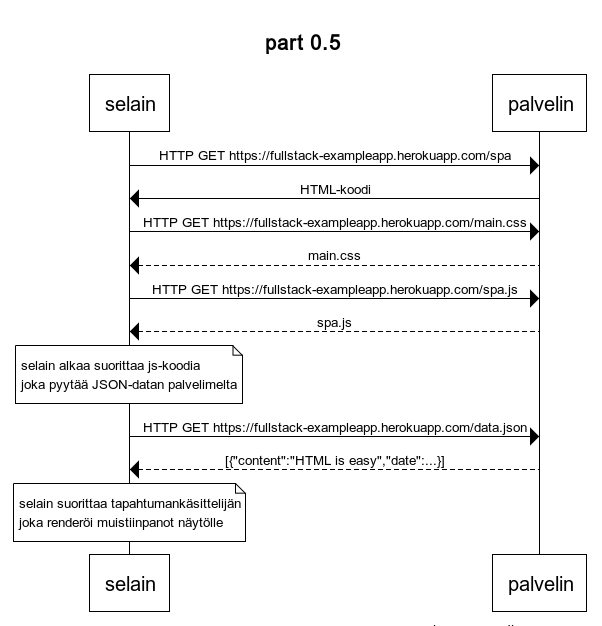 part 0.5
selain
palvelin
HTTP GET https://fullstack-exampleapp.herokuapp.com/spa
HTML-koodi
HTTP GET https://fullstack-exampleapp.herokuapp.com/main.css
main.css
HTTP GET https://fullstack-exampleapp.herokuapp.com/spa.js
spa.js
selain alkaa suorittaa js-koodia
joka pyytää JSON-datan palvelimelta
HTTP GET https://fullstack-exampleapp.herokuapp.com/data.json
[{"content":"HTML is easy","date":...}]
selain suorittaa tapahtumankäsittelijän
joka renderöi muistiinpanot näytölle
selain
palvelin